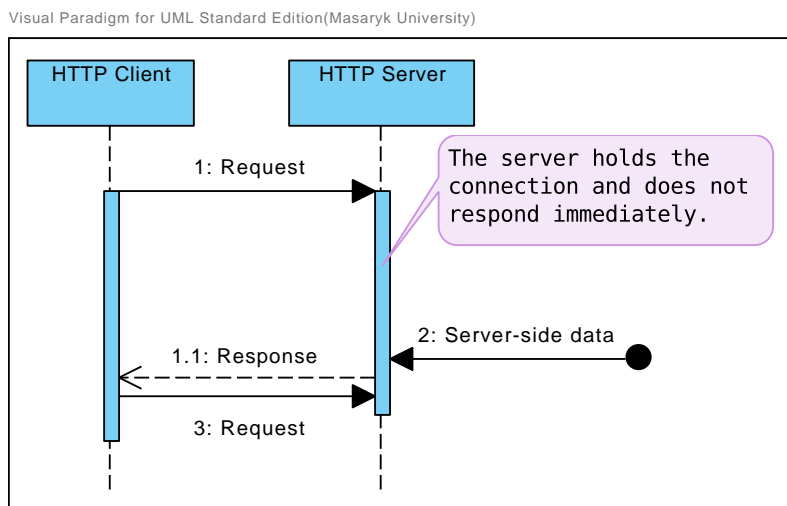 Visual Paradigm for UML Standard Edition(Masaryk University)
HTTP Client
HTTP Server
The server holds the
connection and does not
respond immediately.
1: Request
2: Server-side data
1.1: Response
3: Request